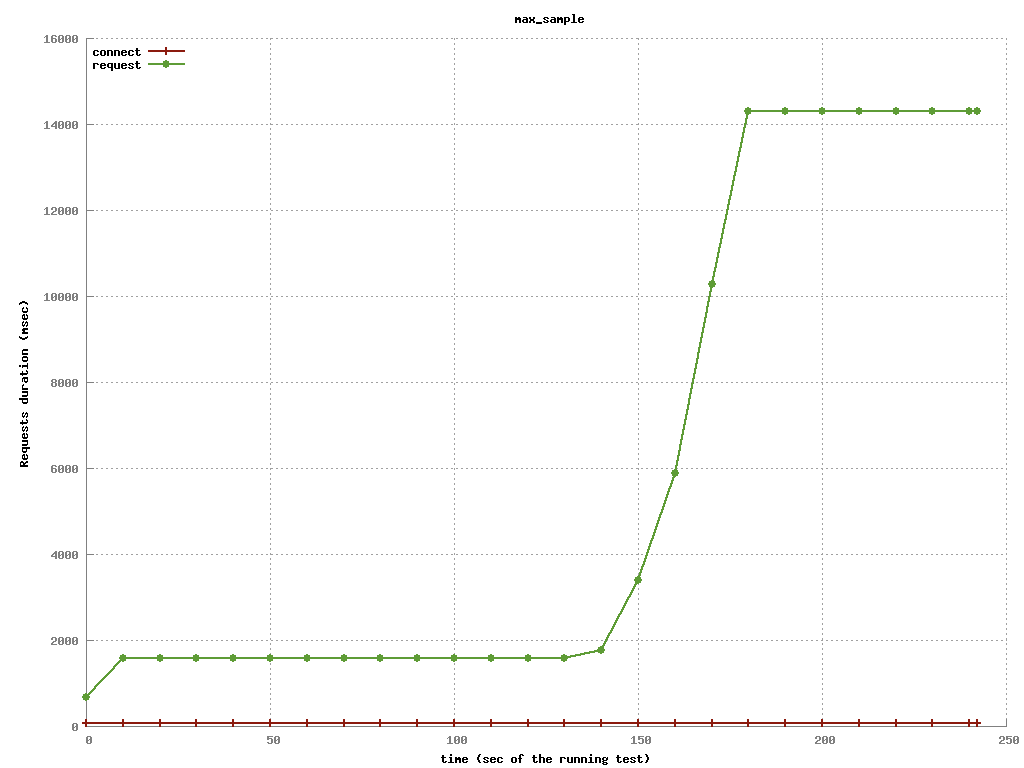 max_sample
16000
connect
request
14000
12000
10000
8000
6000
4000
2000
0
Requests duration (msec)
0 50 100 150 200 250
time (sec of the running test)